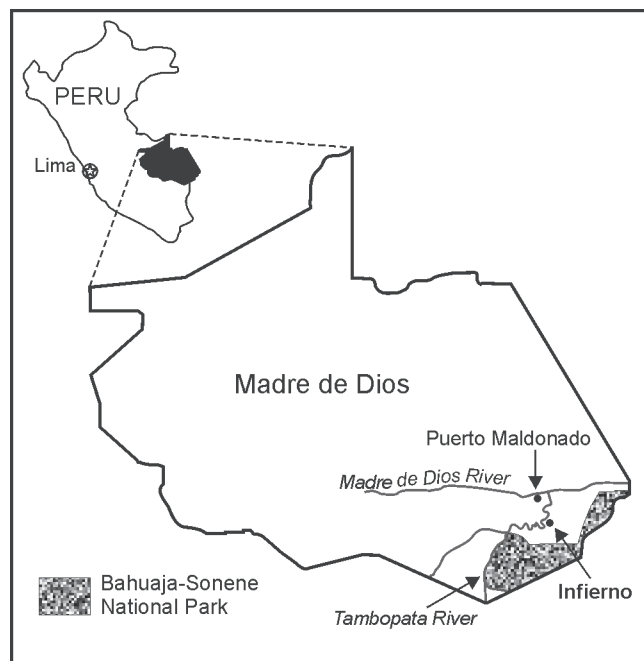 PERU
Lima
Madre de Dios
Puerto Maldonado
Madre de Dios River
Bahuaja-Sonene
National Park
Infierno
Tambopata River